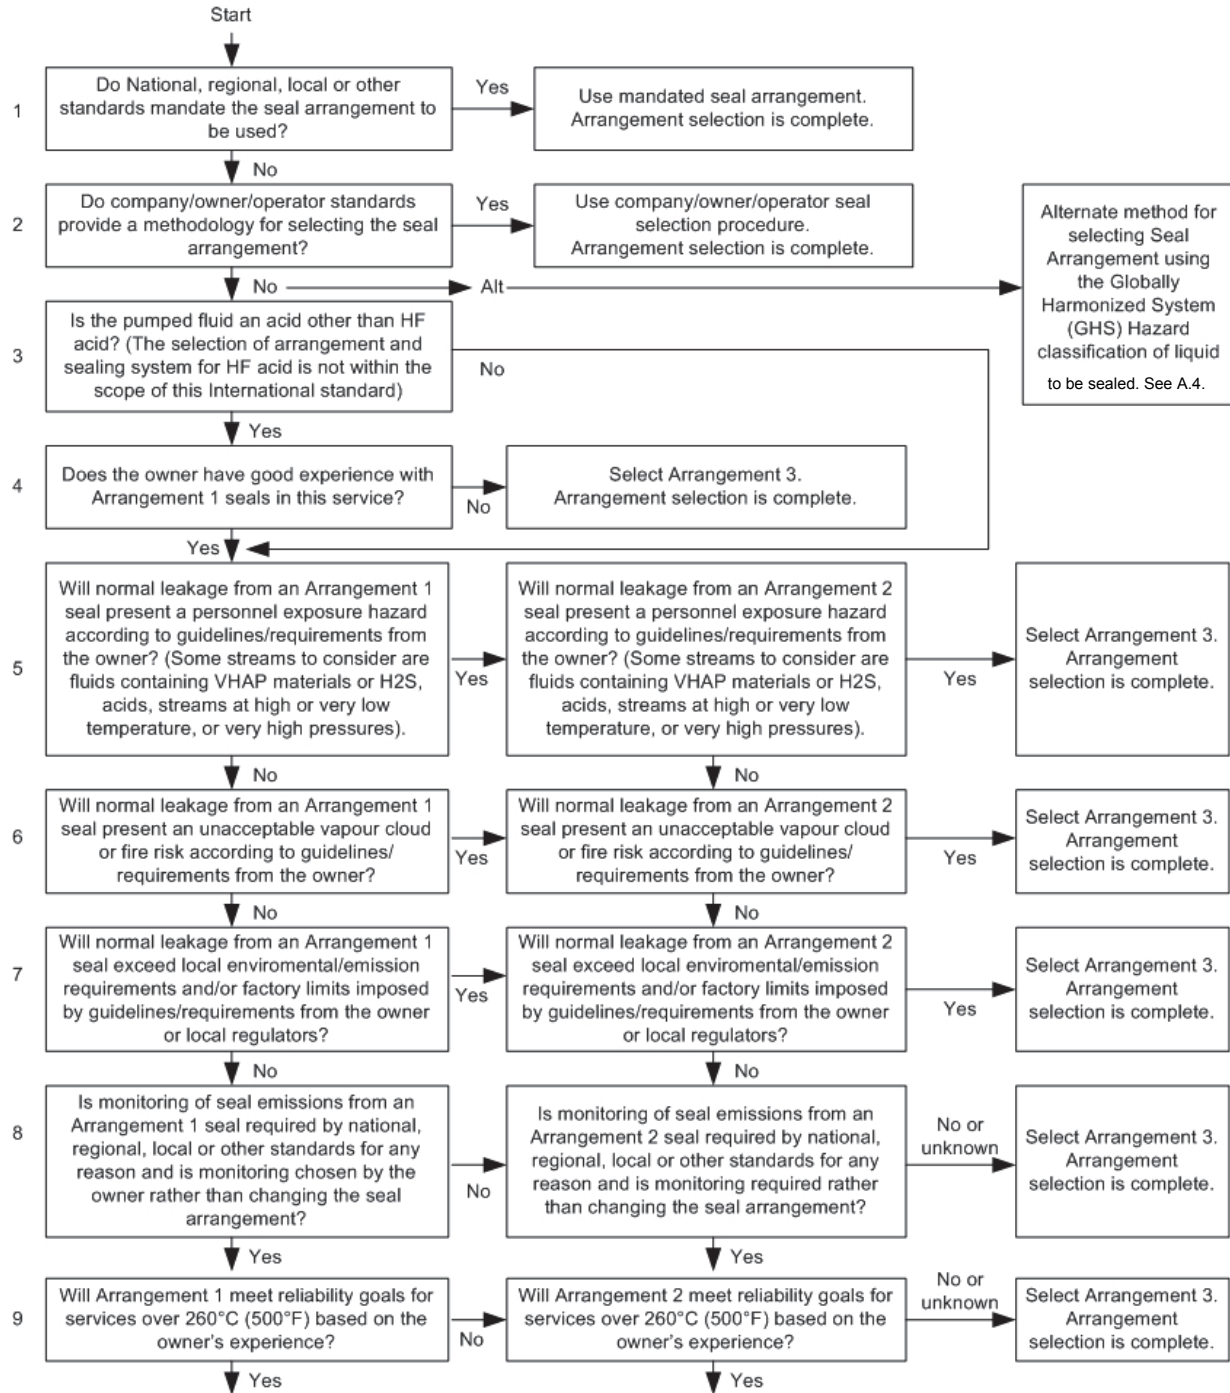 Start
1
Do National, regional, local or other
standards mandate the seal arrangement to
be used?
Yes
Use mandated seal arrangement.
Arrangement selection is complete.
No
2
Do company/owner/operator standards
provide a methodology for selecting the seal
arrangement?
Yes
Use company/owner/operator seal
selection procedure.
Arrangement selection is complete.
Alternate method for
selecting Seal
Arrangement using
the Globally
Harmonized System
(GHS) Hazard
classification of liquid
to be sealed. See A.4.
No
Alt
3
Is the pumped fluid an acid other than HF
acid? (The selection of arrangement and
sealing system for HF acid is not within the
scope of this International standard)
No
Yes
4
Does the owner have good experience with
Arrangement 1 seals in this service?
No
Select Arrangement 3.
Arrangement selection is complete.
Yes
5
Will normal leakage from an Arrangement 1
seal present a personnel exposure hazard
according to guidelines/requirements from
the owner? (Some streams to consider are
fluids containing VHAP materials or H2S,
acids, streams at high or very low
temperature, or very high pressures).
Yes
Will normal leakage from an Arrangement 2
seal present a personnel exposure hazard
according to guidelines/requirements from
the owner? (Some streams to consider are
fluids containing VHAP materials or H2S,
acids, streams at high or very low
temperature, or very high pressures).
Yes
Select Arrangement 3.
Arrangement
selection is complete.
No
No
6
Will normal leakage from an Arrangement 1
seal present an unacceptable vapour cloud
or fire risk according to guidelines/
requirements from the owner?
Yes
Will normal leakage from an Arrangement 2
seal present an unacceptable vapour cloud
or fire risk according to guidelines/
requirements from the owner?
Yes
Select Arrangement 3.
Arrangement
selection is complete.
No
No
7
Will normal leakage from an Arrangement 1
seal exceed local enviromental/emission
requirements and/or factory limits imposed
by guidelines/requirements from the owner
or local regulators?
Yes
Will normal leakage from an Arrangement 2
seal exceed local enviromental/emission
requirements and/or factory limits imposed
by guidelines/requirements from the owner
or local regulators?
Yes
Select Arrangement 3.
Arrangement
selection is complete.
No
No
8
Is monitoring of seal emissions from an
Arrangement 1 seal required by national,
regional, local or other standards for any
reason and is monitoring chosen by the
owner rather than changing the seal
arrangement?
No
Is monitoring of seal emissions from an
Arrangement 2 seal required by national,
regional, local or other standards for any
reason and is monitoring required rather
than changing the seal arrangement?
No or
unknown
Select Arrangement 3.
Arrangement
selection is complete.
Yes
Yes
9
Will Arrangement 1 meet reliability goals for
services over 260°C (500°F) based on the
owner's experience?
No
Will Arrangement 2 meet reliability goals for
services over 260°C (500°F) based on the
owner's experience?
No or
unknown
Select Arrangement 3.
Arrangement
selection is complete.
Yes
Yes